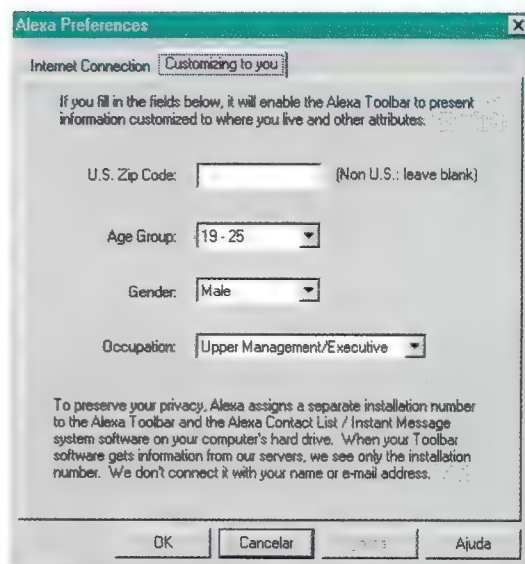 Alexa Preferences
Internet Connection Customizing to you
If you fill in the fields below, it will enable the Alexa Toolbar to present
information customized to where you live and other attributes.
U.S. Zip Code: (Non U.S.: leave blank)
Age Group: 19 - 25
Gender: Male
Occupation: Upper Management/Executive
To preserve your privacy, Alexa assigns a separate installation number
to the Alexa Toolbar and the Alexa Contact List / Instant Message
system software on your computer's hard drive. When your Toolbar
software gets information from our servers, we see only the installation
number. We don't connect it with your name or e-mail address.
OK Cancelar Ajuda